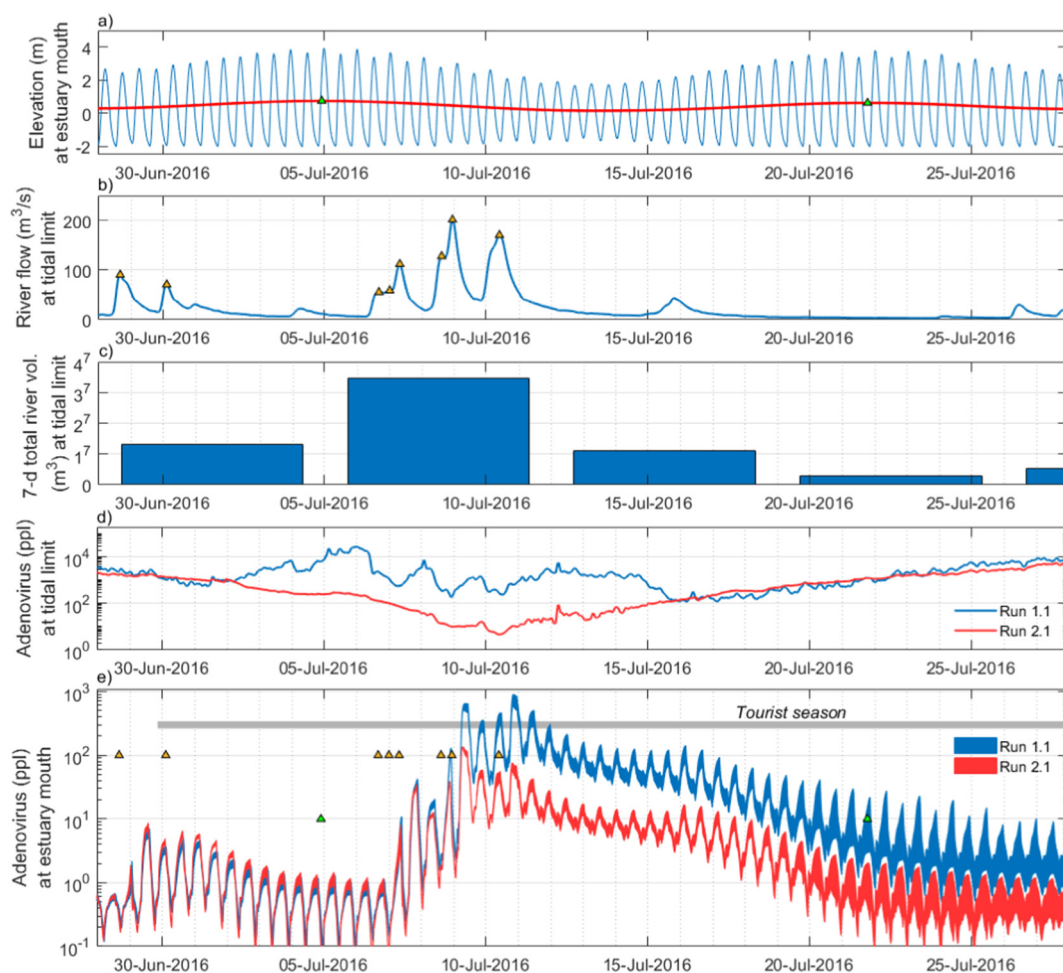 a)
Elevation (m)
at estuary mouth
4
2
0
-2
30-Jun-2016 05-Jul-2016 10-Jul-2016 15-Jul-2016 20-Jul-2016 25-Jul-2016
b)
River flow (m³/s)
at tidal limit
200
100
0
30-Jun-2016 05-Jul-2016 10-Jul-2016 15-Jul-2016 20-Jul-2016 25-Jul-2016
c)
7-d total river vol.
(m³) at tidal limit
4⁷
3⁷
2⁷
1⁷
0
30-Jun-2016 05-Jul-2016 10-Jul-2016 15-Jul-2016 20-Jul-2016 25-Jul-2016
d)
Adenovirus (ppl)
at tidal limit
10⁴
10²
10⁰
Run 1.1
Run 2.1
30-Jun-2016 05-Jul-2016 10-Jul-2016 15-Jul-2016 20-Jul-2016 25-Jul-2016
e)
Adenovirus (ppl)
at estuary mouth
10³
10²
10¹
10⁰
10⁻¹
Tourist season
Run 1.1
Run 2.1
30-Jun-2016 05-Jul-2016 10-Jul-2016 15-Jul-2016 20-Jul-2016 25-Jul-2016